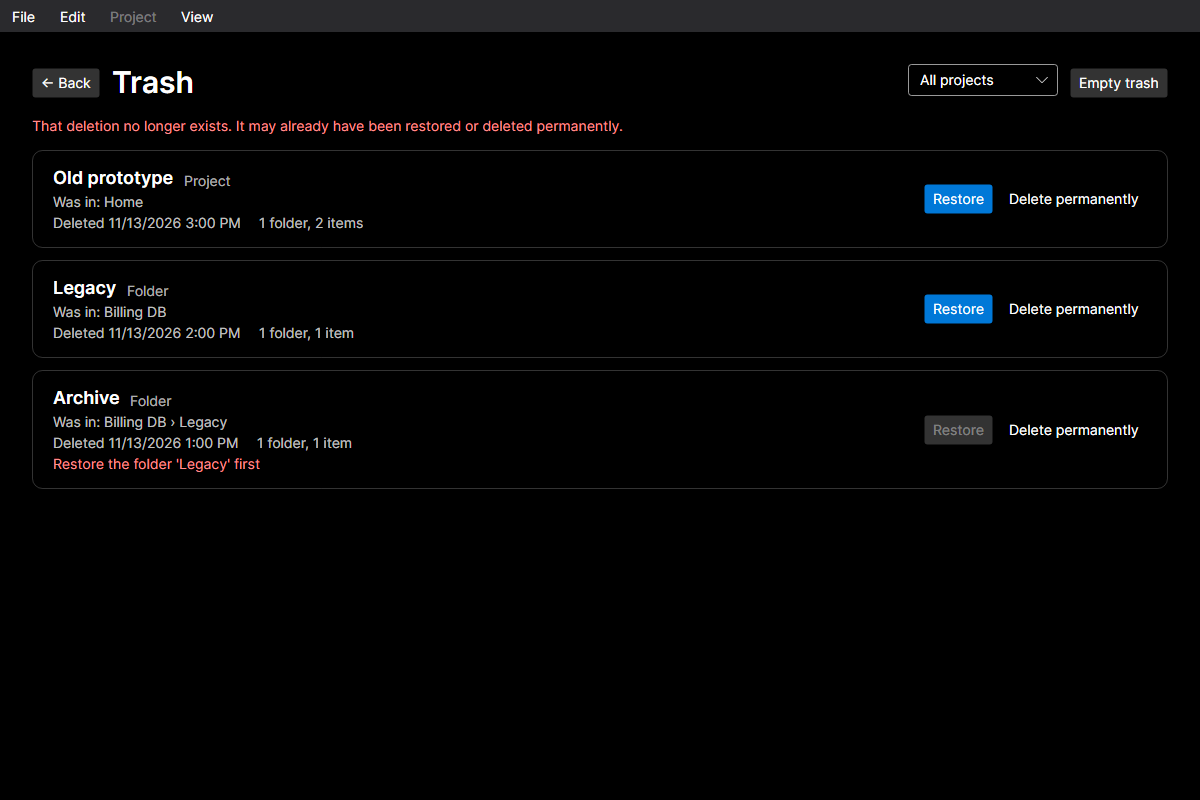 File Edit Project View
← Back Trash All projects Empty trash
That deletion no longer exists. It may already have been restored or deleted permanently.
Old prototype Project
Was in: Home
Deleted 11/13/2026 3:00 PM 1 folder, 2 items
Restore Delete permanently
Legacy Folder
Was in: Billing DB
Deleted 11/13/2026 2:00 PM 1 folder, 1 item
Restore Delete permanently
Archive Folder
Was in: Billing DB › Legacy
Deleted 11/13/2026 1:00 PM 1 folder, 1 item
Restore the folder 'Legacy' first
Restore Delete permanently